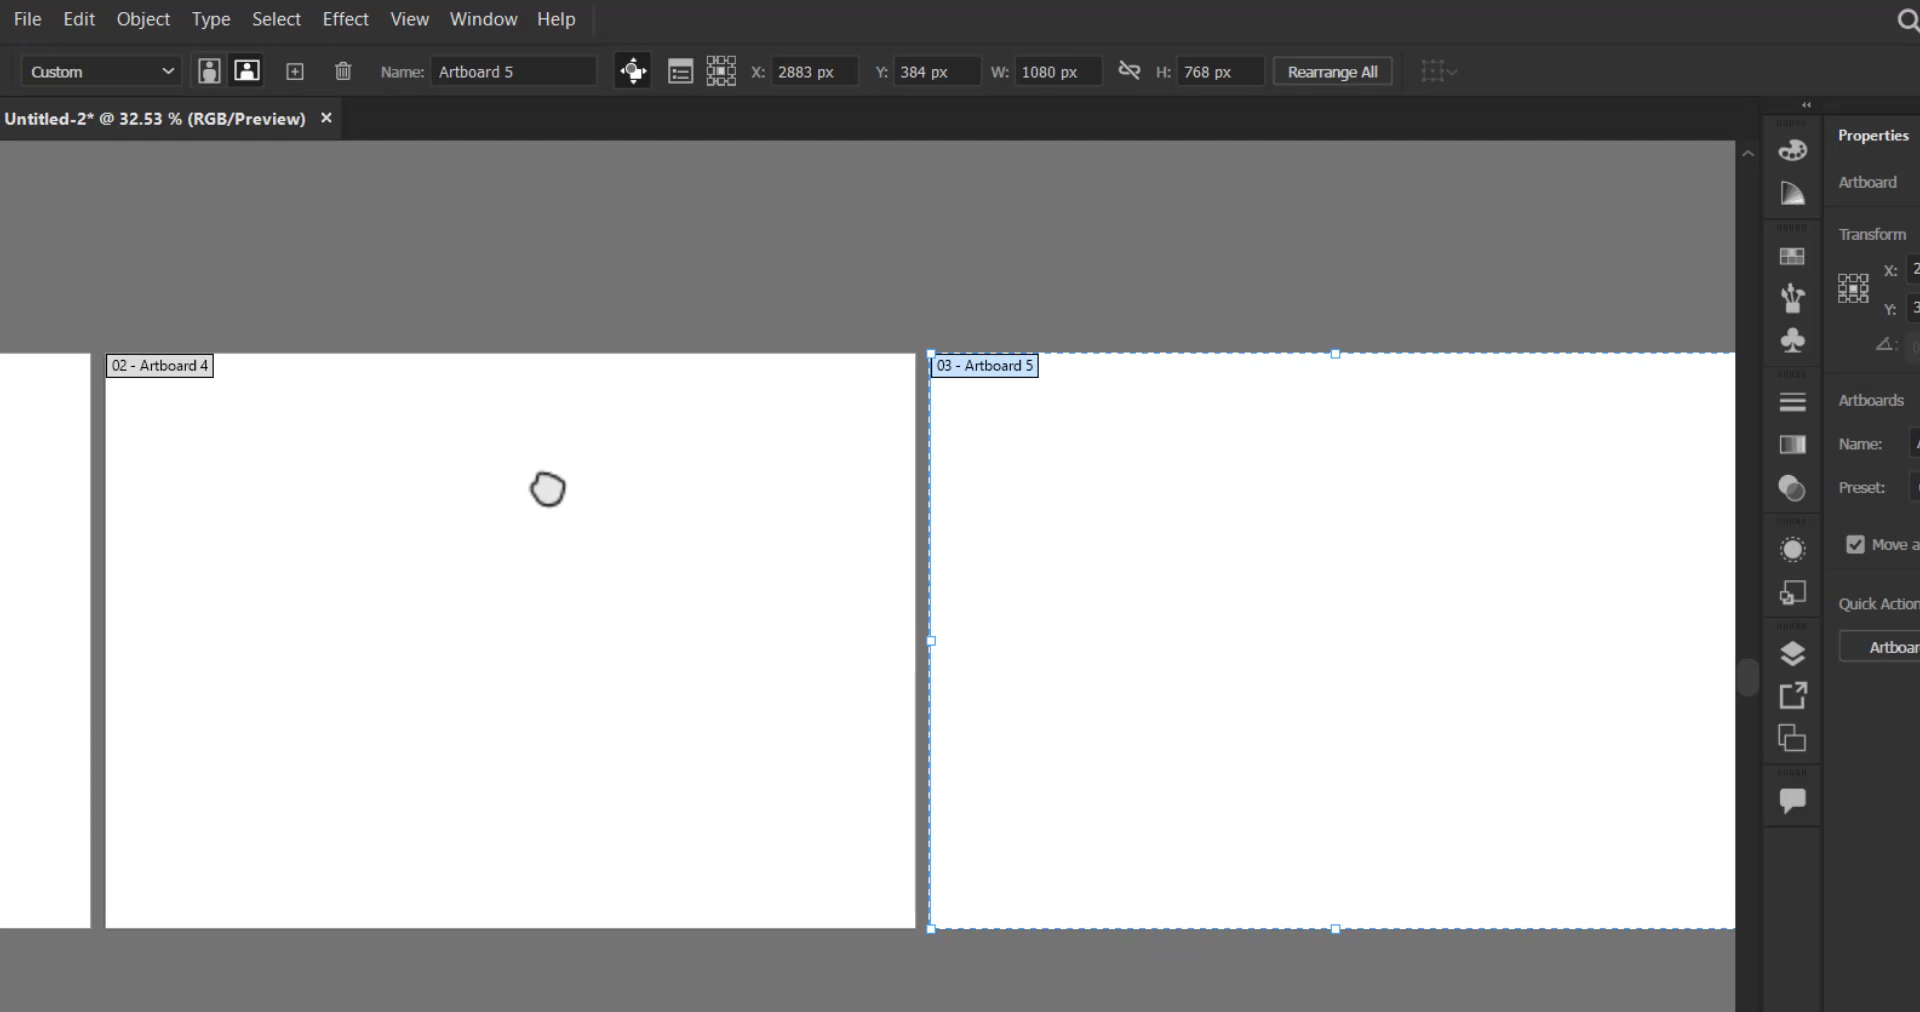 File Edit Object Type Select Effect View Window Help
Custom Name: Artboard 5 X: 2883 px Y: 384 px W: 1080 px H: 768 px Rearrange All
Untitled-2* @ 32.53 % (RGB/Preview)
Properties
Artboard
Transform
X: 2
Y: 3
02 - Artboard 4
03 - Artboard 5
Artboards
Name:
Preset:
Move a
Quick Action
Artboar